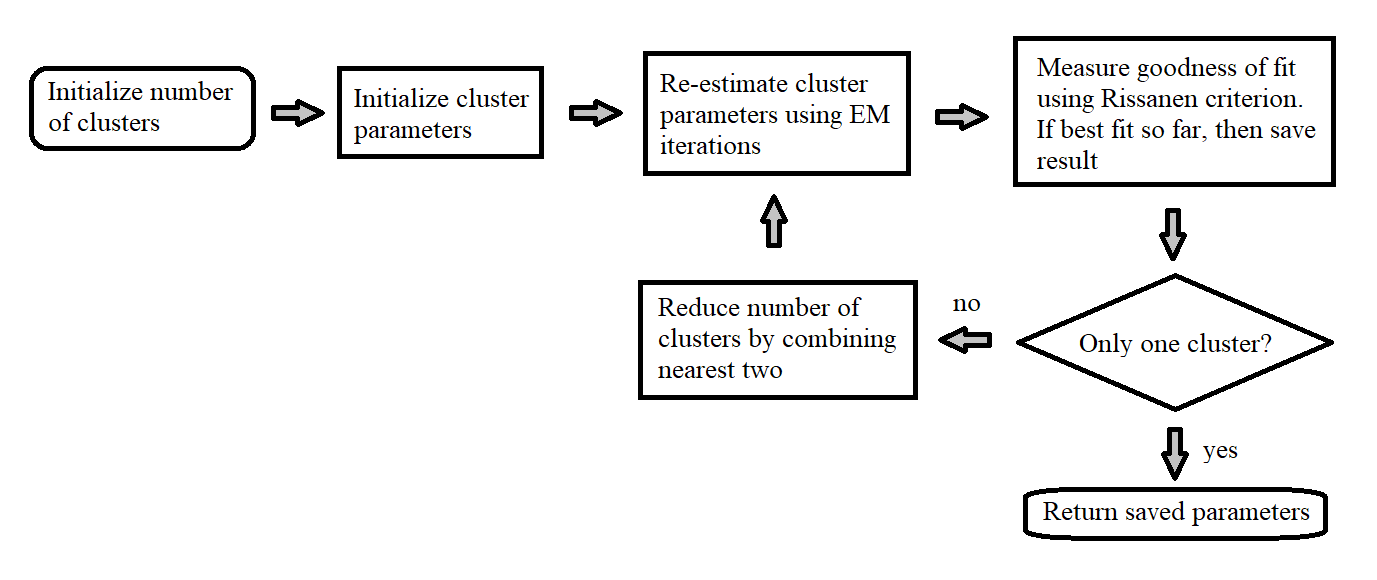 Initialize number
of clusters
Initialize cluster
parameters
Re-estimate cluster
parameters using EM
iterations
Measure goodness of fit
using Rissanen criterion.
If best fit so far, then save
result
Only one cluster?
no
Reduce number of
clusters by combining
nearest two
yes
Return saved parameters